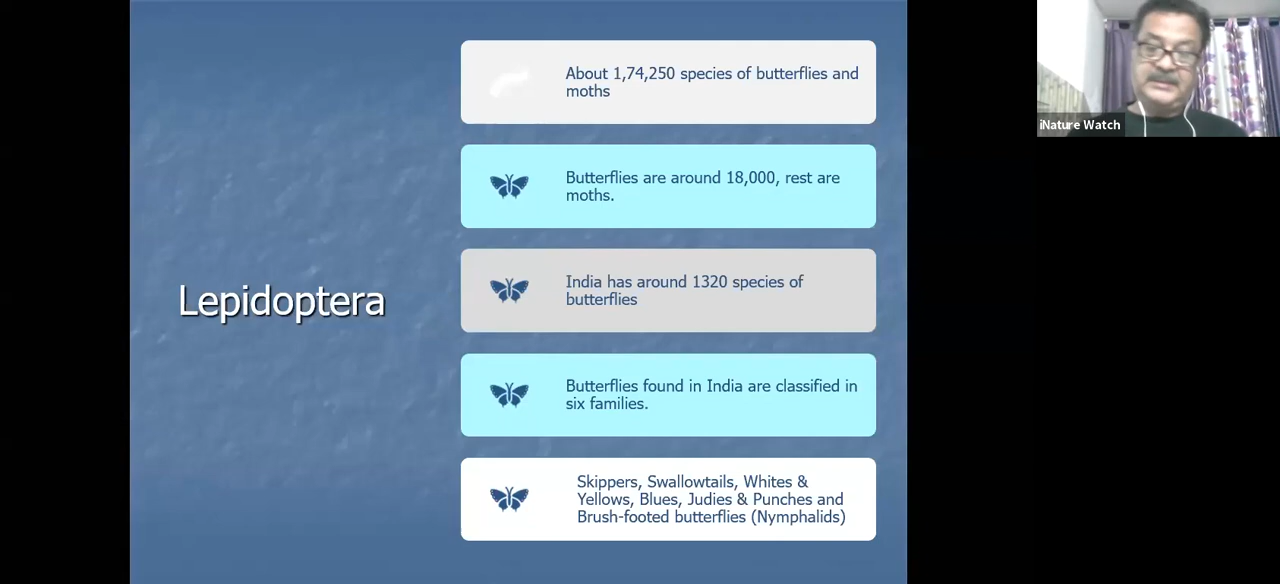 Lepidoptera
About 1,74,250 species of butterflies and
moths
Butterflies are around 18,000, rest are
moths.
India has around 1320 species of
butterflies
Butterflies found in India are classified in
six families.
Skippers, Swallowtails, Whites &
Yellows, Blues, Judies & Punches and
Brush-footed butterflies (Nymphalids)
iNature Watch